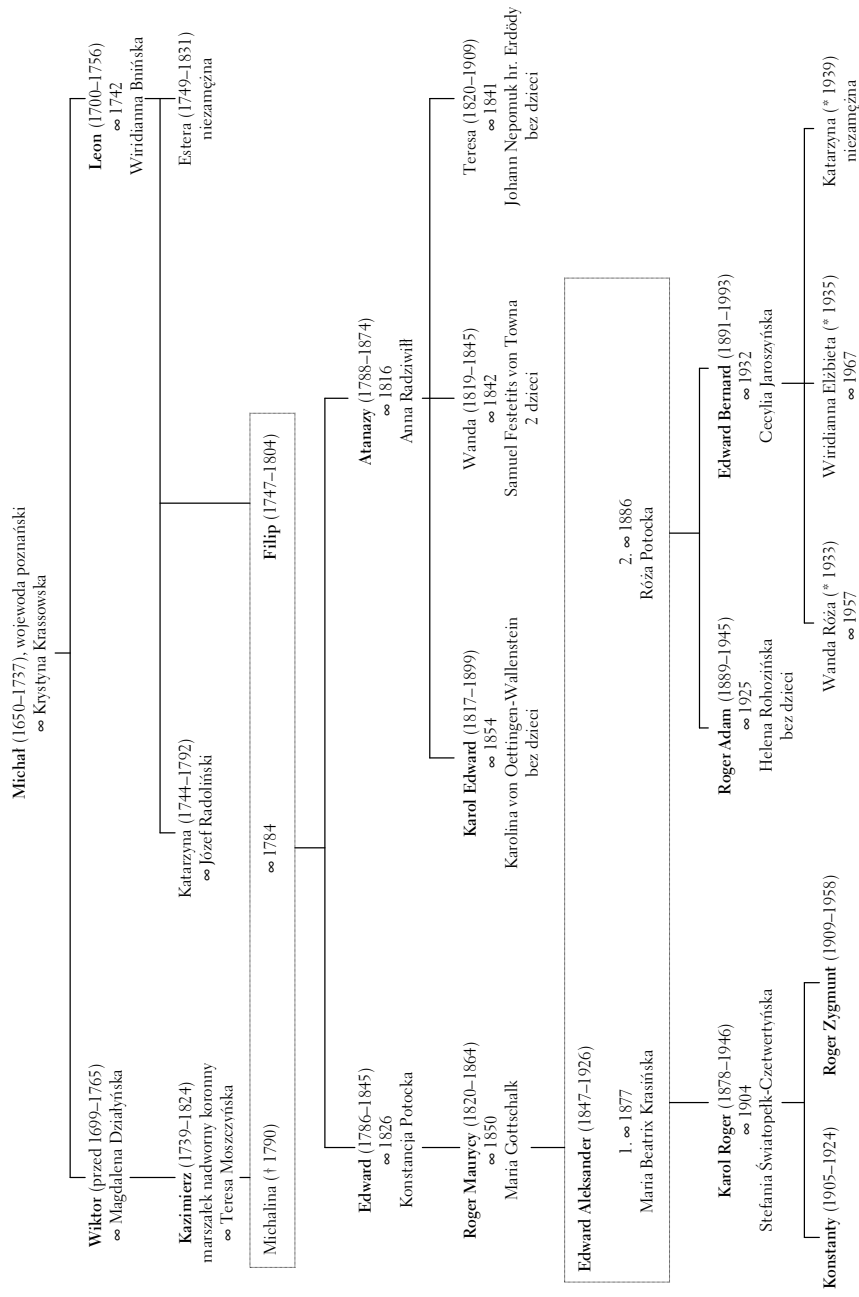 Michał (1650–1737), wojewoda poznański
∞ Krystyna Krassowska
Wiktor (przed 1699–1765)
∞ Magdalena Działyńska
Leon (1700–1756)
∞ 1742
Wiridianna Bnińska
Kazimierz (1739–1824)
marszałek nadworny koronny
∞ Teresa Moszczyńska
Katarzyna (1744–1792)
∞ Józef Radoliński
Estera (1749–1831)
niezamężna
Michalina († 1790)
∞ 1784
Filip (1747–1804)
Edward (1786–1845)
∞ 1826
Konstancja Potocka
Atanazy (1788–1874)
∞ 1816
Anna Radziwiłł
Roger Maurycy (1820–1864)
∞ 1850
Maria Gottschalk
Karol Edward (1817–1899)
∞ 1854
Karolina von Oettingen-Wallenstein
bez dzieci
Wanda (1819–1845)
∞ 1842
Samuel Festetits von Towna
2 dzieci
Teresa (1820–1909)
∞ 1841
Johann Nepomuk hr. Erdödy
bez dzieci
Edward Aleksander (1847–1926)
1. ∞ 1877
Maria Beatrix Krasińska
2. ∞ 1886
Róża Potocka
Karol Roger (1878–1946)
∞ 1904
Stefania Światopełk-Czetwertyńska
Roger Adam (1889–1945)
∞ 1925
Helena Rohozińska
bez dzieci
Edward Bernard (1891–1993)
∞ 1932
Cecylia Jaroszyńska
Konstanty (1905–1924)
Roger Zygmunt (1909–1958)
Wanda Róża (* 1933)
∞ 1957
Wiridianna Elżbieta (* 1935)
∞ 1967
Katarzyna (* 1939)
niezamężna